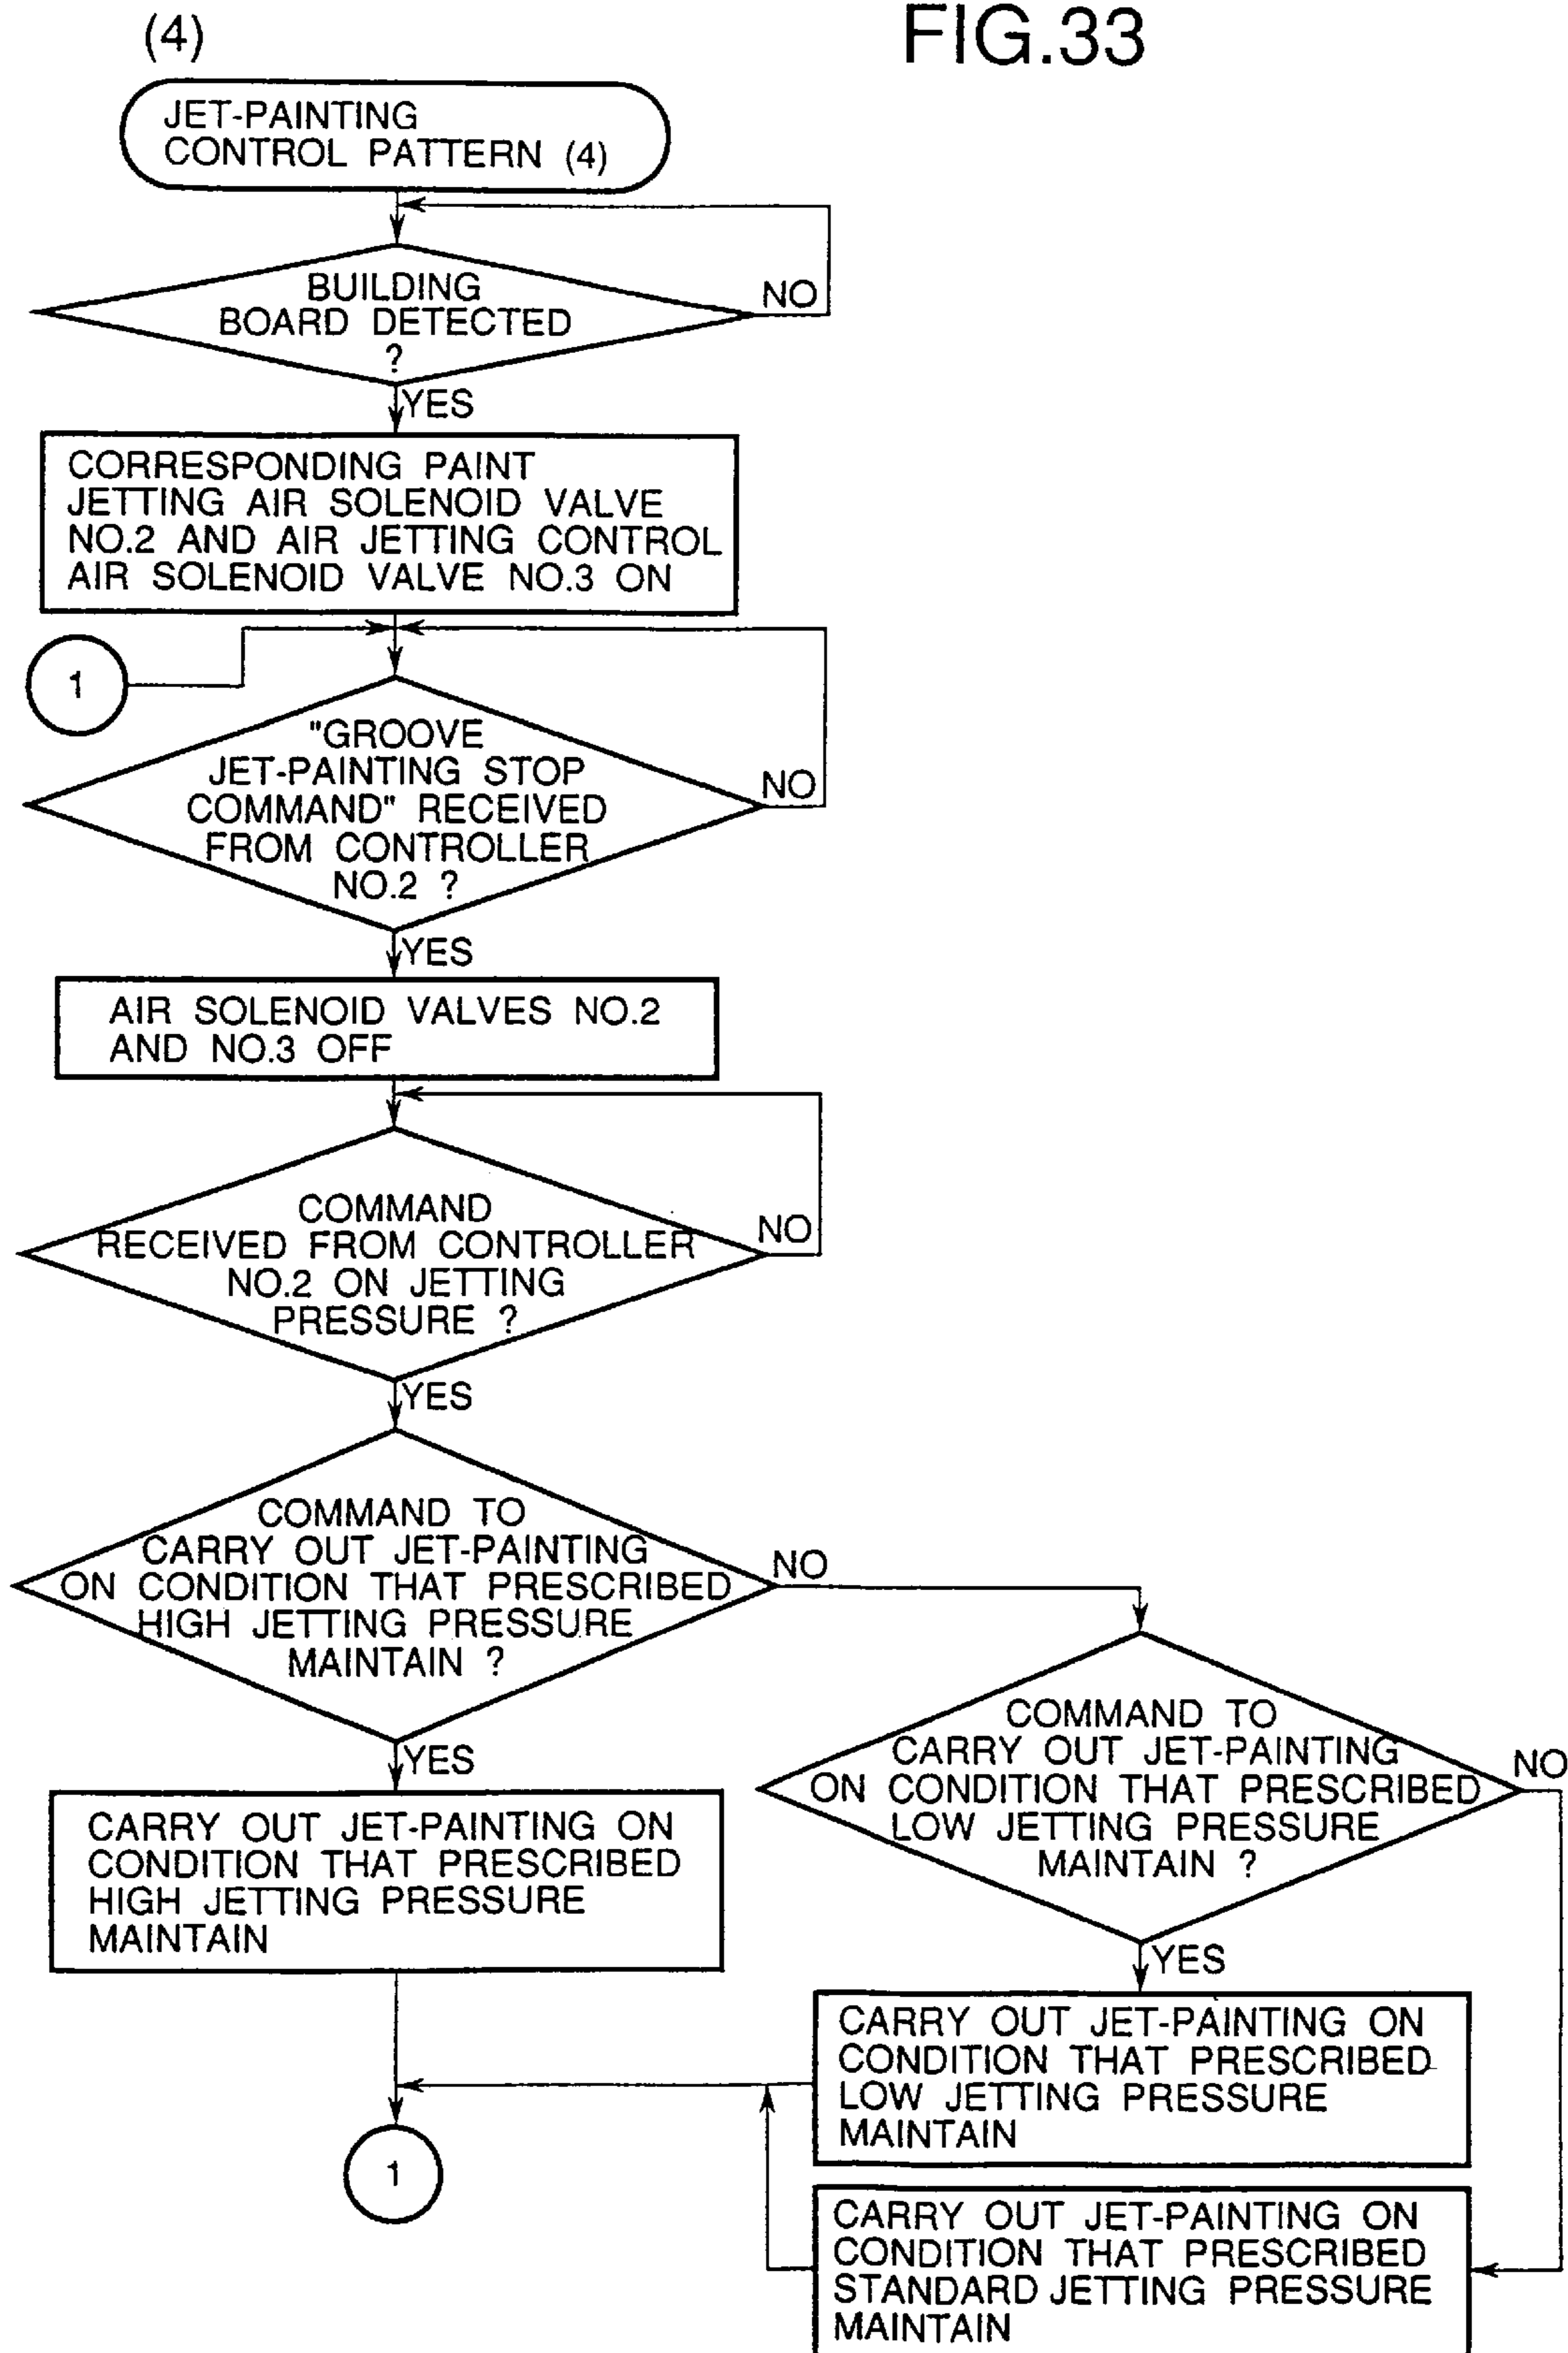 (4)
FIG.33
JET-PAINTING
CONTROL PATTERN (4)
BUILDING
BOARD DETECTED
?
NO
YES
CORRESPONDING PAINT
JETTING AIR SOLENOID VALVE
NO.2 AND AIR JETTING CONTROL
AIR SOLENOID VALVE NO.3 ON
1
"GROOVE
JET-PAINTING STOP
COMMAND" RECEIVED
FROM CONTROLLER
NO.2 ?
NO
YES
AIR SOLENOID VALVES NO.2
AND NO.3 OFF
COMMAND
RECEIVED FROM CONTROLLER
NO.2 ON JETTING
PRESSURE ?
NO
YES
COMMAND TO
CARRY OUT JET-PAINTING
ON CONDITION THAT PRESCRIBED
HIGH JETTING PRESSURE
MAINTAIN ?
NO
YES
CARRY OUT JET-PAINTING ON
CONDITION THAT PRESCRIBED
HIGH JETTING PRESSURE
MAINTAIN
COMMAND TO
CARRY OUT JET-PAINTING
ON CONDITION THAT PRESCRIBED
LOW JETTING PRESSURE
MAINTAIN ?
NO
YES
CARRY OUT JET-PAINTING ON
CONDITION THAT PRESCRIBED
LOW JETTING PRESSURE
MAINTAIN
1
CARRY OUT JET-PAINTING ON
CONDITION THAT PRESCRIBED
STANDARD JETTING PRESSURE
MAINTAIN